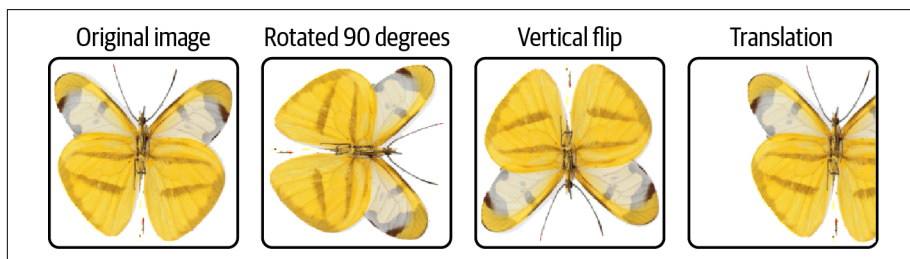 Original image
Rotated 90 degrees
Vertical flip
Translation